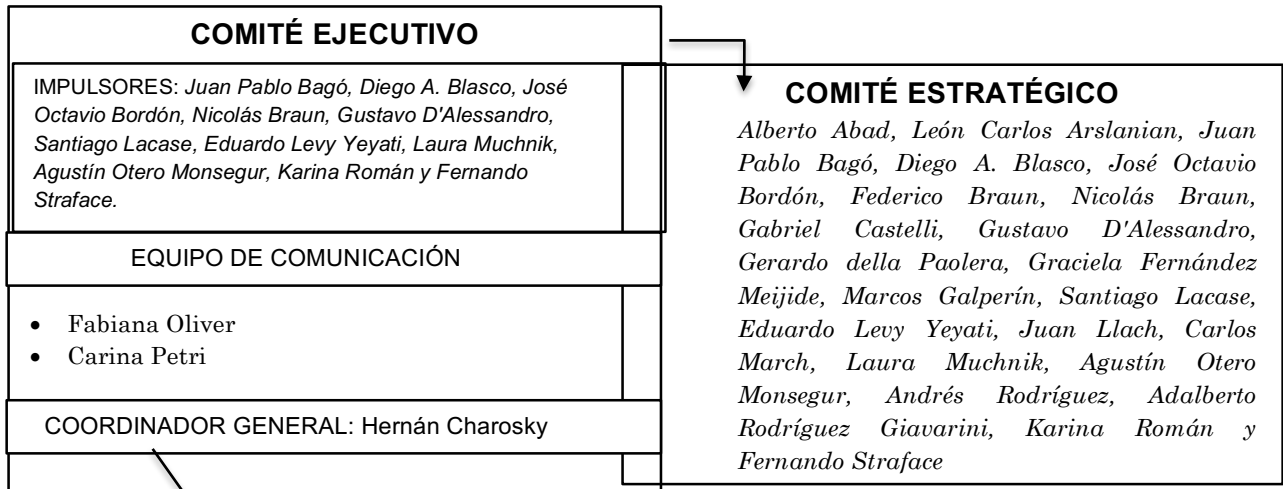 COMITÉ EJECUTIVO
IMPULSORES: Juan Pablo Bagó, Diego A. Blasco, José
Octavio Bordón, Nicolás Braun, Gustavo D'Alessandro,
Santiago Lacase, Eduardo Levy Yeyati, Laura Muchnik,
Agustín Otero Monsegur, Karina Román y Fernando
Straface.
EQUIPO DE COMUNICACIÓN
• Fabiana Oliver
• Carina Petri
COORDINADOR GENERAL: Hernán Charosky
COMITÉ ESTRATÉGICO
Alberto Abad, León Carlos Arslanian, Juan
Pablo Bagó, Diego A. Blasco, José Octavio
Bordón, Federico Braun, Nicolás Braun,
Gabriel Castelli, Gustavo D'Alessandro,
Gerardo della Paolera, Graciela Fernández
Meijide, Marcos Galperín, Santiago Lacase,
Eduardo Levy Yeyati, Juan Llach, Carlos
March, Laura Muchnik, Agustín Otero
Monsegur, Andrés Rodríguez, Adalberto
Rodríguez Giavarini, Karina Román y
Fernando Straface